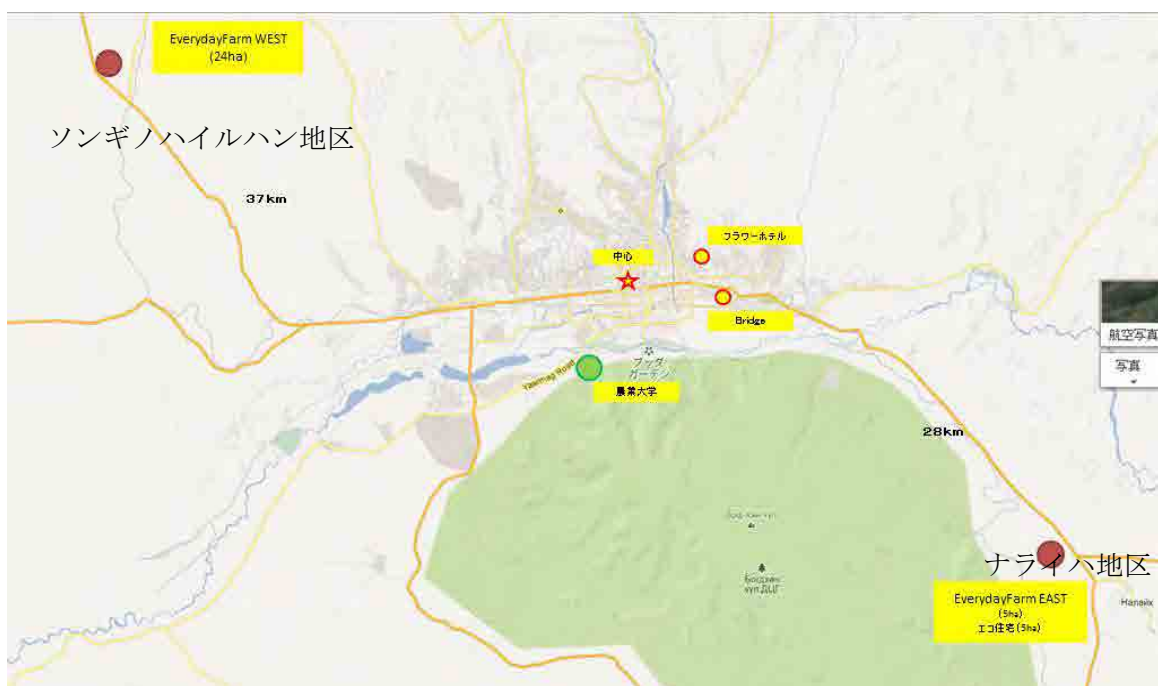 EverydayFarm WEST
(24ha)
ソンギノハイルハン地区
37km
フラワーホテル
中心
Bridge
航空写真
写真
ブッダ
ガーデン
Yaarmag Road
農業大学
28km
ナライハ地区
EverydayFarm EAST
(5ha)
エコ住宅(5ha)
Налайх